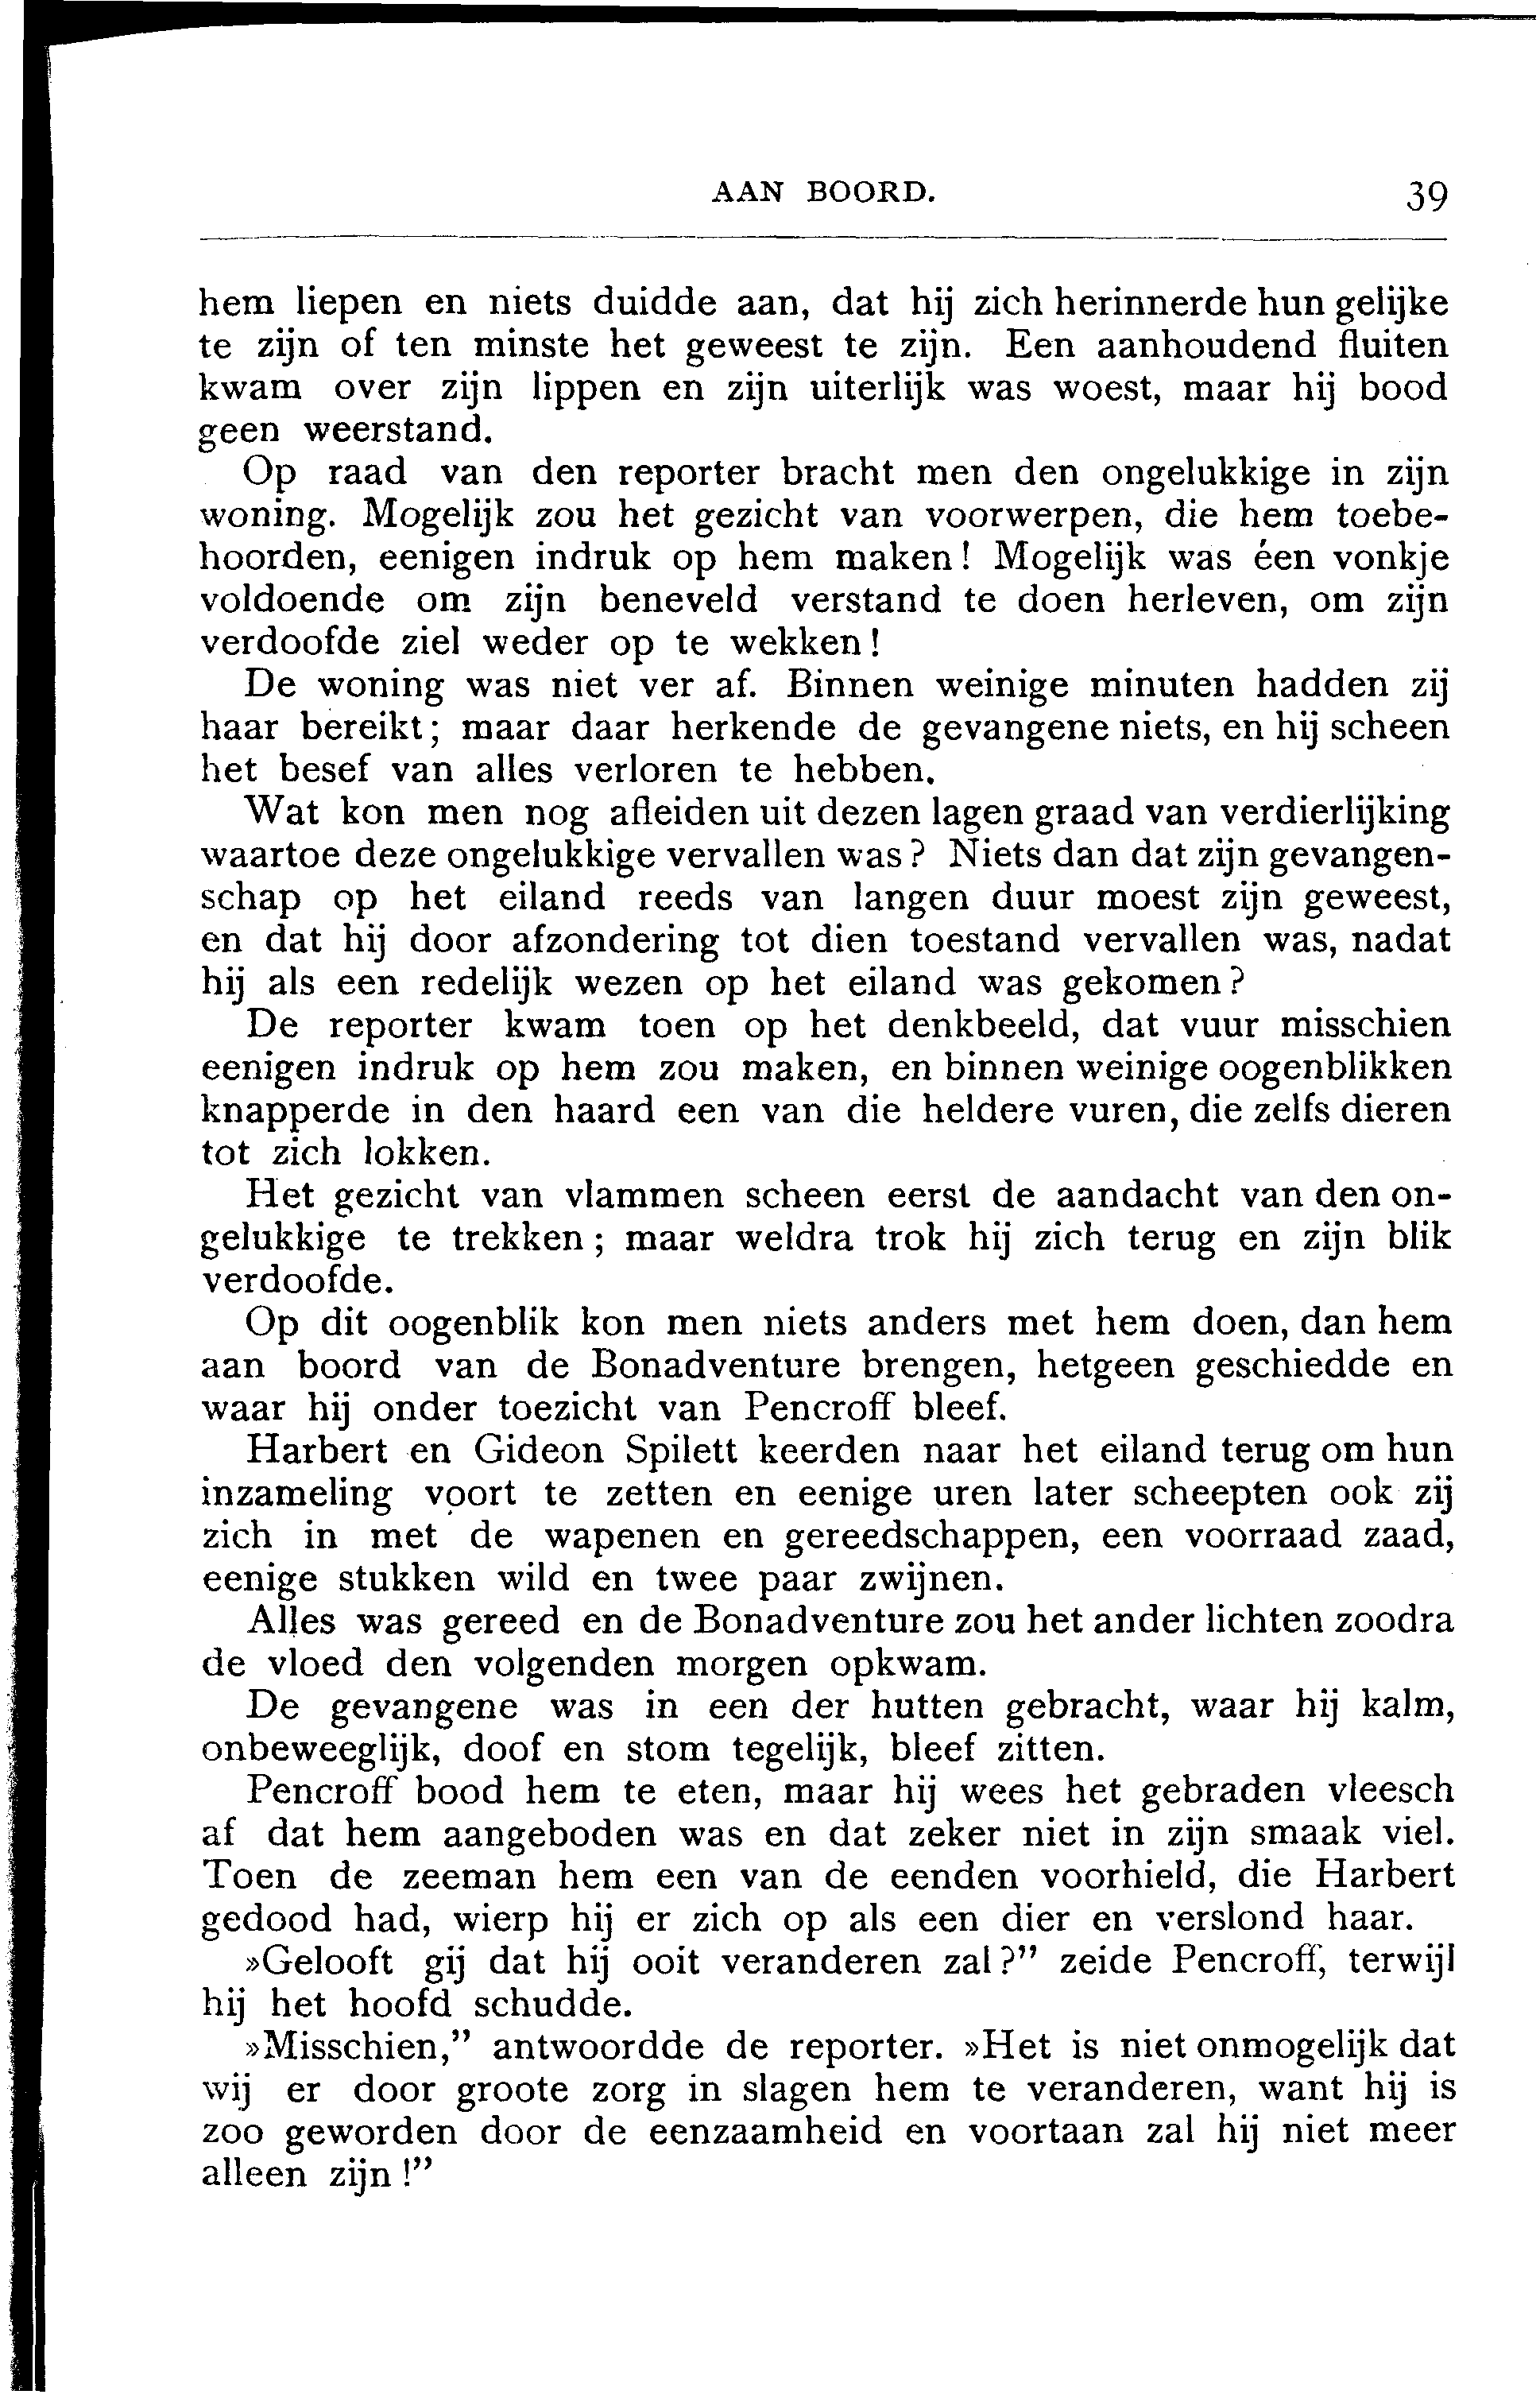 AAN BOORD. 39
hem liepen en niets duidde aan, dat hij zich herinnerde hun gelijke
te zijn of ten minste het geweest te zijn. Een aanhoudend fluiten
kwam over zijn lippen en zijn uiterlijk was woest, maar hij bood
geen weerstand.
Op raad van den reporter bracht men den ongelukkige in zijn
woning. Mogelijk zou het gezicht van voorwerpen, die hem toebe-
hoorden, eenigen indruk op hem maken! Mogelijk was éen vonkje
voldoende om zijn beneveld verstand te doen herleven, om zijn
verdoofde ziel weder op te wekken!
De woning was niet ver af. Binnen weinige minuten hadden zij
haar bereikt; maar daar herkende de gevangene niets, en hij scheen
het besef van alles verloren te hebben.
Wat kon men nog afleiden uit dezen lagen graad van verdierlijking
waartoe deze ongelukkige vervallen was? Niets dan dat zijn gevangen-
schap op het eiland reeds van langen duur moest zijn geweest,
en dat hij door afzondering tot dien toestand vervallen was, nadat
hij als een redelijk wezen op het eiland was gekomen?
De reporter kwam toen op het denkbeeld, dat vuur misschien
eenigen indruk op hem zou maken, en binnen weinige oogenblikken
knapperde in den haard een van die heldere vuren, die zelfs dieren
tot zich lokken.
Het gezicht van vlammen scheen eerst de aandacht van den on-
gelukkige te trekken; maar weldra trok hij zich terug en zijn blik
verdoofde.
Op dit oogenblik kon men niets anders met hem doen, dan hem
aan boord van de Bonadventure brengen, hetgeen geschiedde en
waar hij onder toezicht van Pencroff bleef.
Harbert en Gideon Spilett keerden naar het eiland terug om hun
inzameling voort te zetten en eenige uren later scheepten ook zij
zich in met de wapenen en gereedschappen, een voorraad zaad,
eenige stukken wild en twee paar zwijnen.
Alles was gereed en de Bonadventure zou het ander lichten zoodra
de vloed den volgenden morgen opkwam.
De gevangene was in een der hutten gebracht, waar hij kalm,
onbeweeglijk, doof en stom tegelijk, bleef zitten.
Pencroff bood hem te eten, maar hij wees het gebraden vleesch
af dat hem aangeboden was en dat zeker niet in zijn smaak viel.
Toen de zeeman hem een van de eenden voorhield, die Harbert
gedood had, wierp hij er zich op als een dier en verslond haar.
»Gelooft gij dat hij ooit veranderen zal?” zeide Pencroff, terwijl
hij het hoofd schudde.
»Misschien,” antwoordde de reporter. »Het is niet onmogelijk dat
wij er door groote zorg in slagen hem te veranderen, want hij is
zoo geworden door de eenzaamheid en voortaan zal hij niet meer
alleen zijn!”